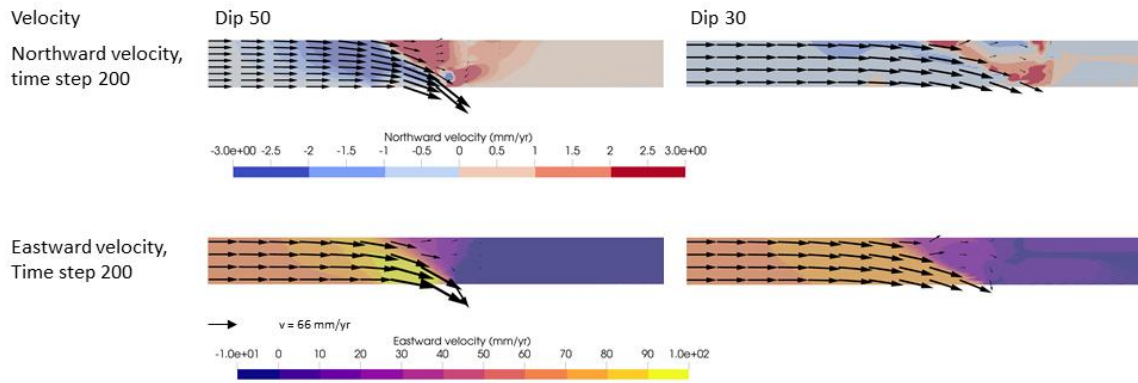 Velocity Dip 50 Dip 30
Northward velocity,
time step 200
Northward velocity (mm/yr)
-3.0e+00 -2.5 -2 -1.5 -1 -0.5 0 0.5 1 1.5 2 2.5 3.0e+00
Eastward velocity,
Time step 200
v = 66 mm/yr
Eastward velocity (mm/yr)
-1.0e+01 0 10 20 30 40 50 60 70 80 90 1.0e+02